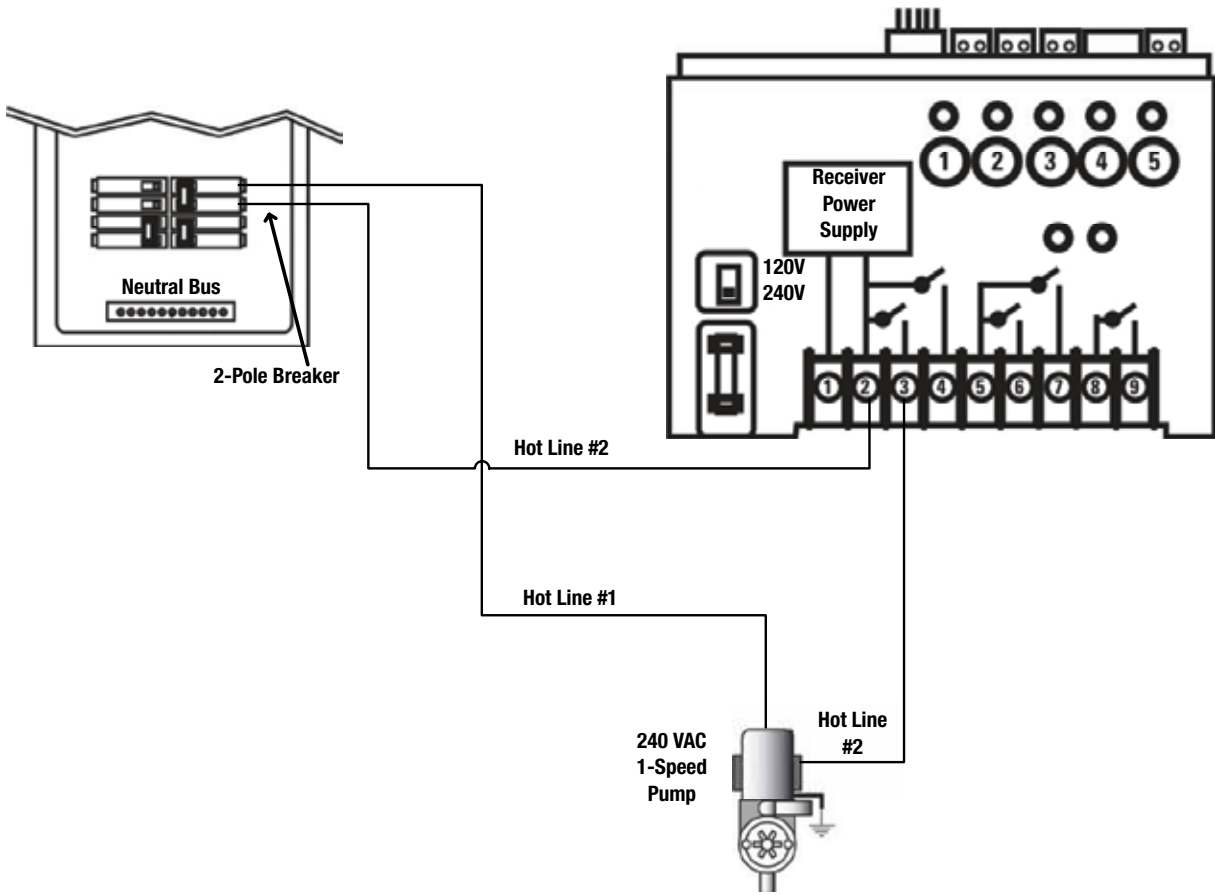 1 2 3 4 5
Receiver
Power
Supply
120V
240V
Neutral Bus
2-Pole Breaker
1 2 3 4 5 6 7 8 9
Hot Line #2
Hot Line #1
Hot Line
#2
240 VAC
1-Speed
Pump